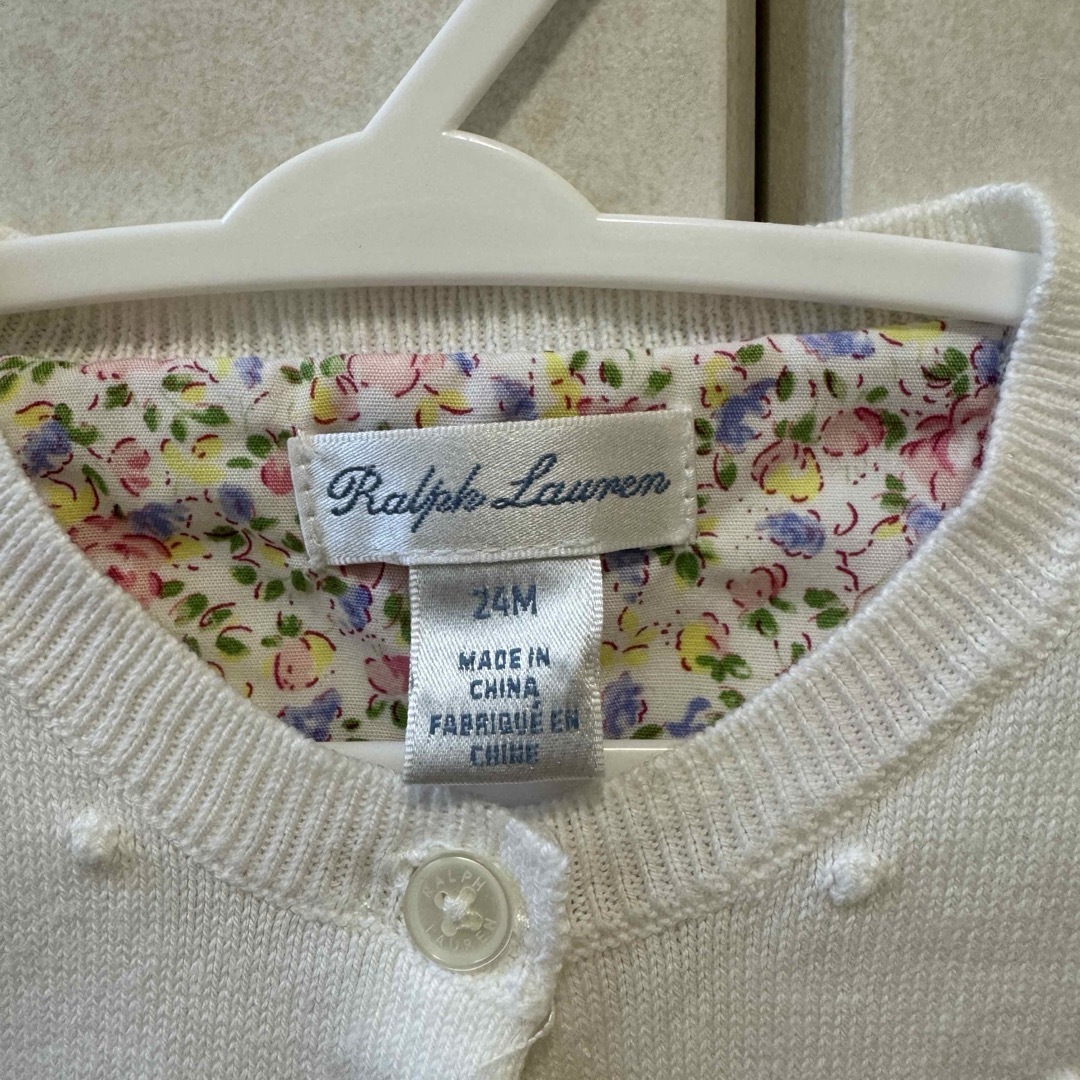 Ralph Lauren
24M
MADE IN
CHINA
FABRIQUÉ EN
CHINE
RALPH
LAUREN